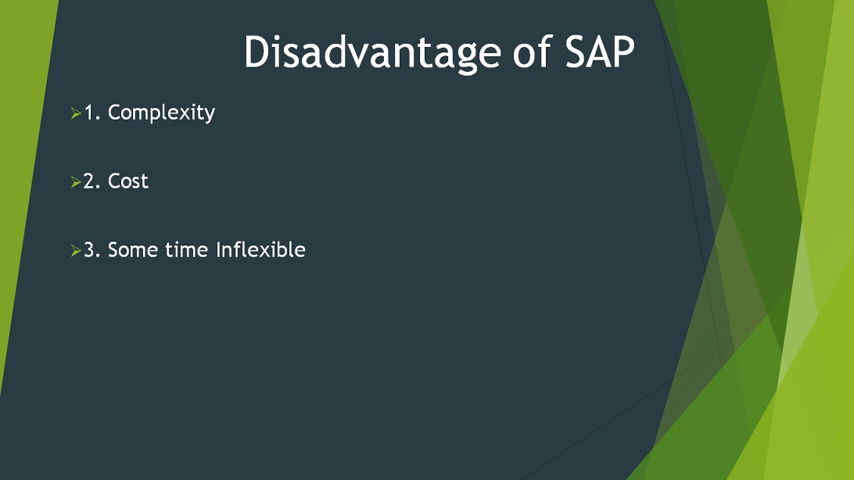 Disadvantage of SAP
1. Complexity
2. Cost
3. Some time Inflexible